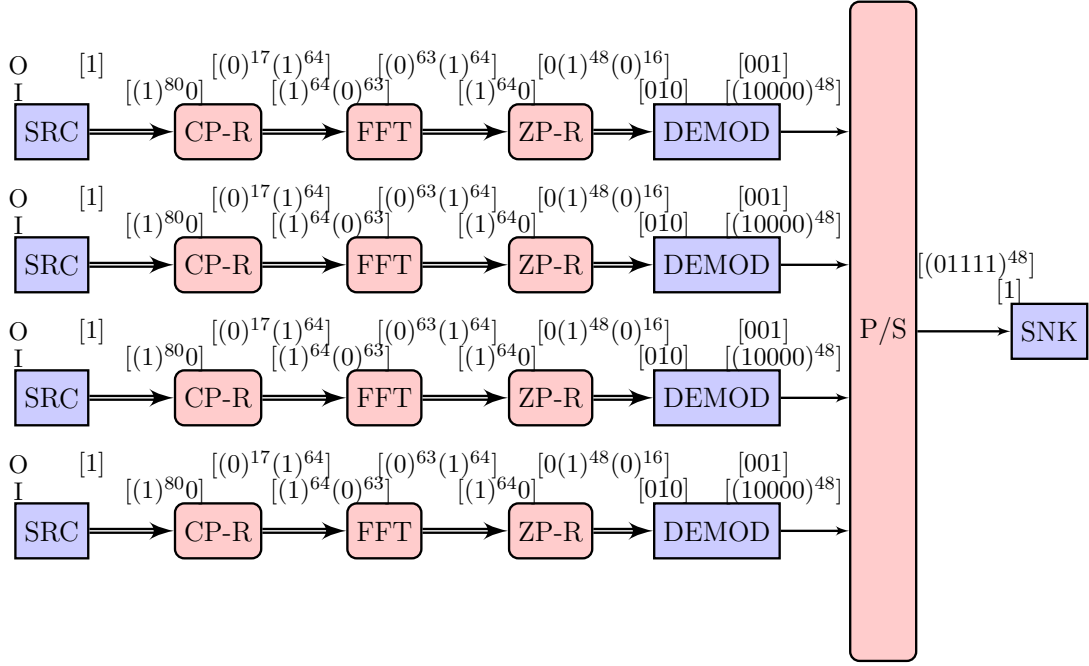 O [1] [(0)^17(1)^64] [(0)^63(1)^64] [0(1)^48(0)^16] [001]
I [(1)^80 0] [(1)^64(0)^63] [(1)^64 0] [010] [(10000)^48]
SRC CP-R FFT ZP-R DEMOD
O [1] [(0)^17(1)^64] [(0)^63(1)^64] [0(1)^48(0)^16] [001]
I [(1)^80 0] [(1)^64(0)^63] [(1)^64 0] [010] [(10000)^48]
SRC CP-R FFT ZP-R DEMOD
[(01111)^48]
[1]
P/S SNK
O [1] [(0)^17(1)^64] [(0)^63(1)^64] [0(1)^48(0)^16] [001]
I [(1)^80 0] [(1)^64(0)^63] [(1)^64 0] [010] [(10000)^48]
SRC CP-R FFT ZP-R DEMOD
O [1] [(0)^17(1)^64] [(0)^63(1)^64] [0(1)^48(0)^16] [001]
I [(1)^80 0] [(1)^64(0)^63] [(1)^64 0] [010] [(10000)^48]
SRC CP-R FFT ZP-R DEMOD